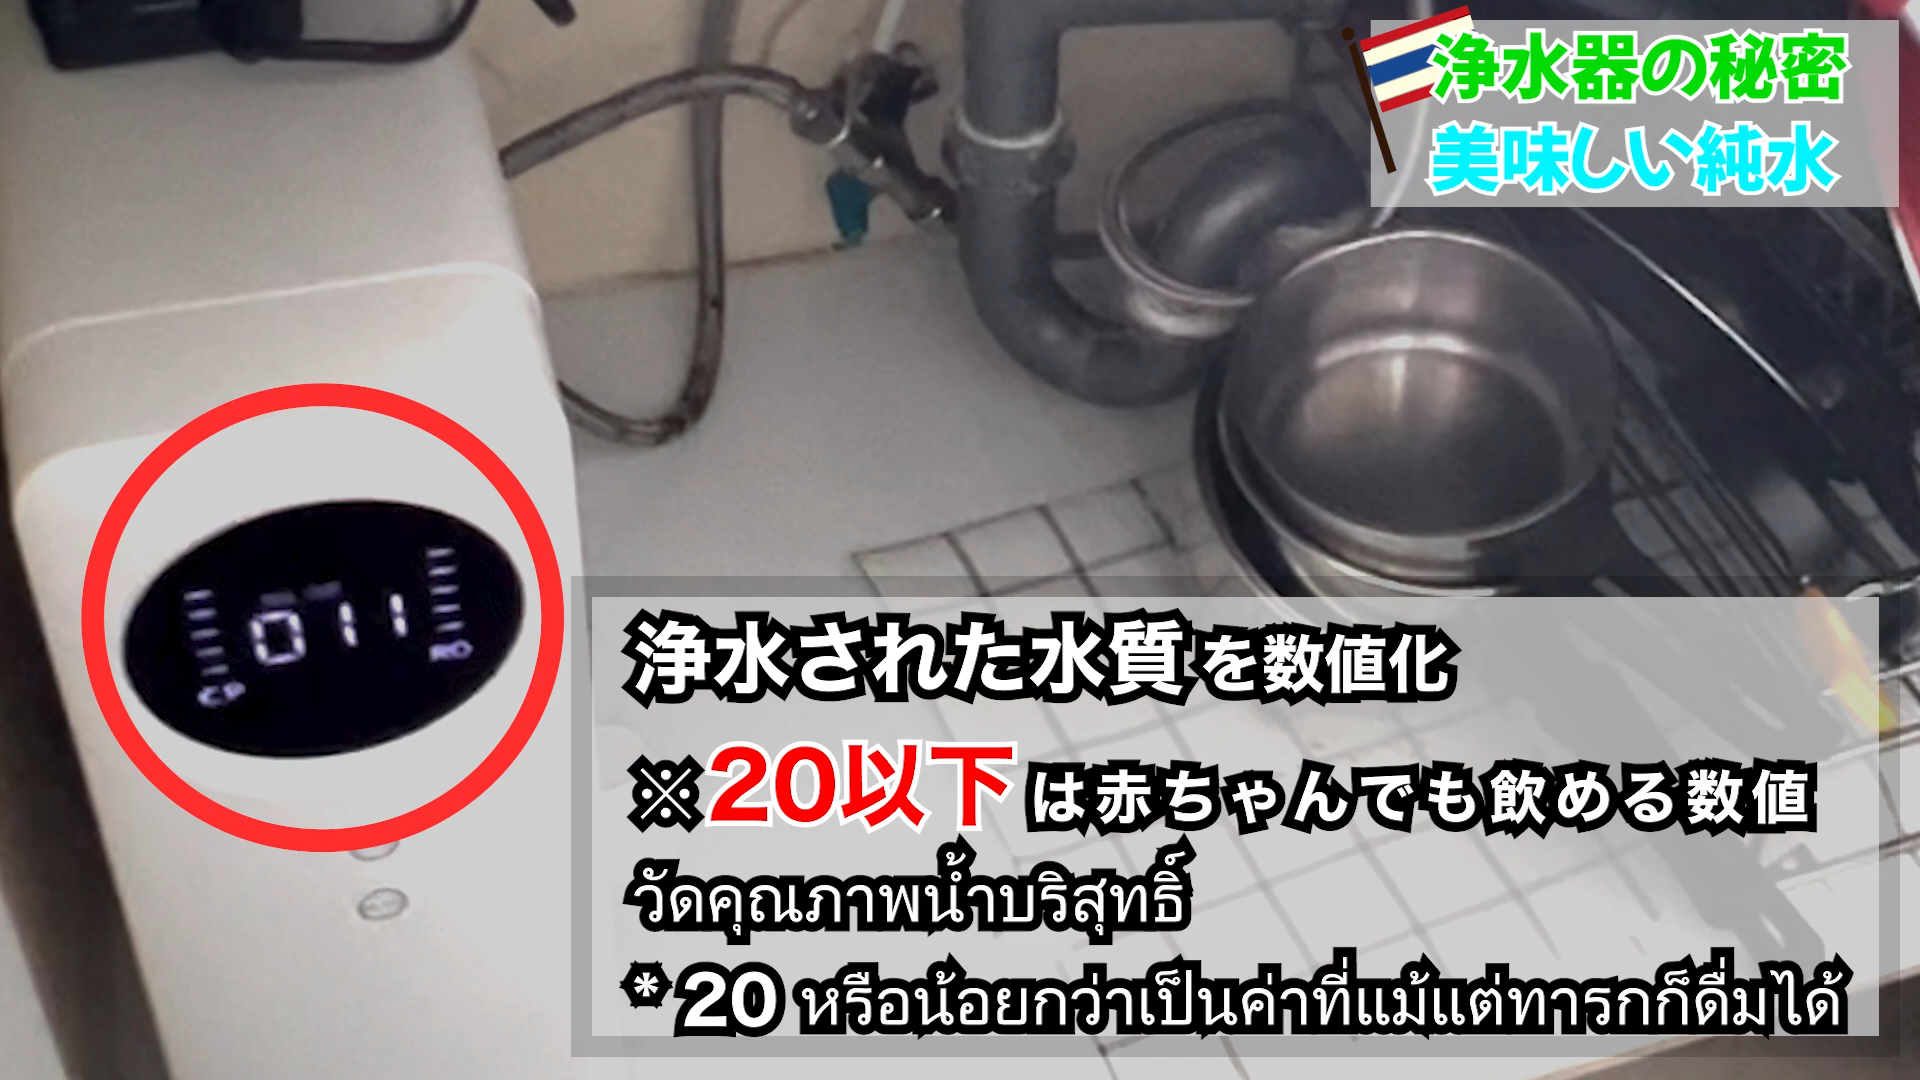 浄水器の秘密
美味しい純水
011
CP
RO
浄水された水質を数値化
※20以下は赤ちゃんでも飲める数値
วัดคุณภาพน้ำบริสุทธิ์
* 20 หรือน้อยกว่าเป็นค่าที่แม้แต่ทารกก็ดื่มได้